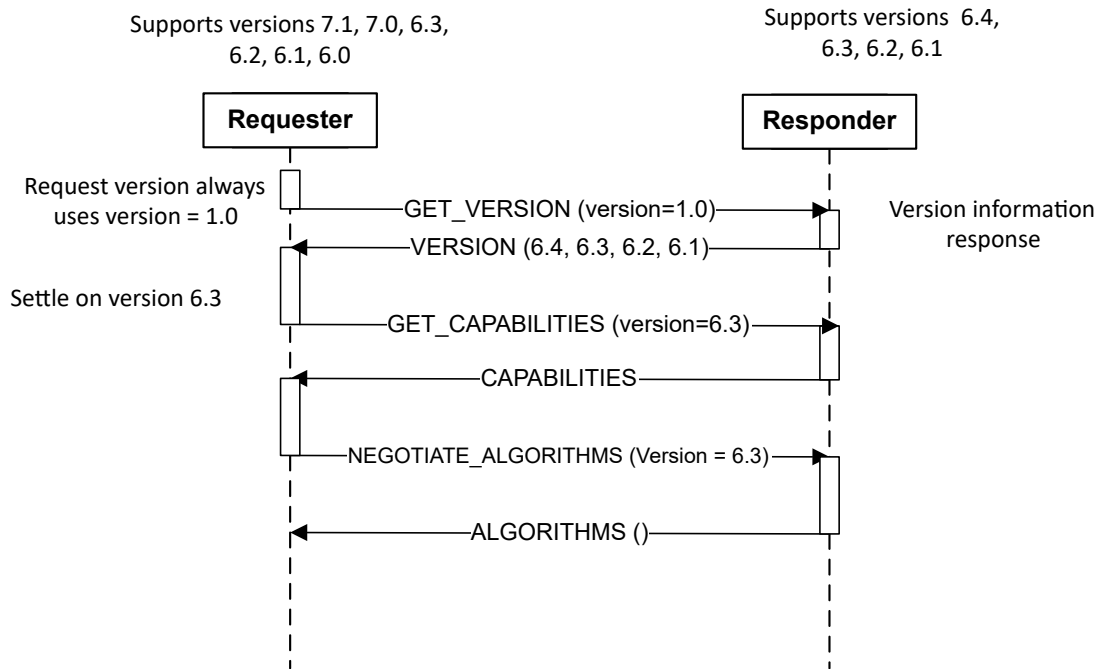 Supports versions 7.1, 7.0, 6.3,
6.2, 6.1, 6.0
Supports versions 6.4,
6.3, 6.2, 6.1
Requester
Responder
Request version always
uses version = 1.0
GET_VERSION (version=1.0)
Version information
response
VERSION (6.4, 6.3, 6.2, 6.1)
Settle on version 6.3
GET_CAPABILITIES (version=6.3)
CAPABILITIES
NEGOTIATE_ALGORITHMS (Version = 6.3)
ALGORITHMS ()